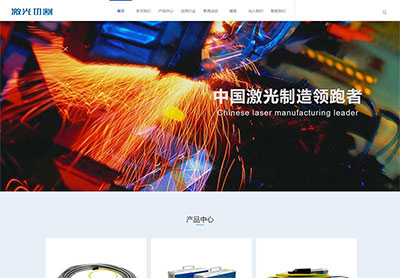 激光切割
首页 关于我们 产品中心 应用行业 新闻动态 服务 加入我们 联系我们
中国激光制造领跑者
Chinese laser manufacturing leader
产品中心